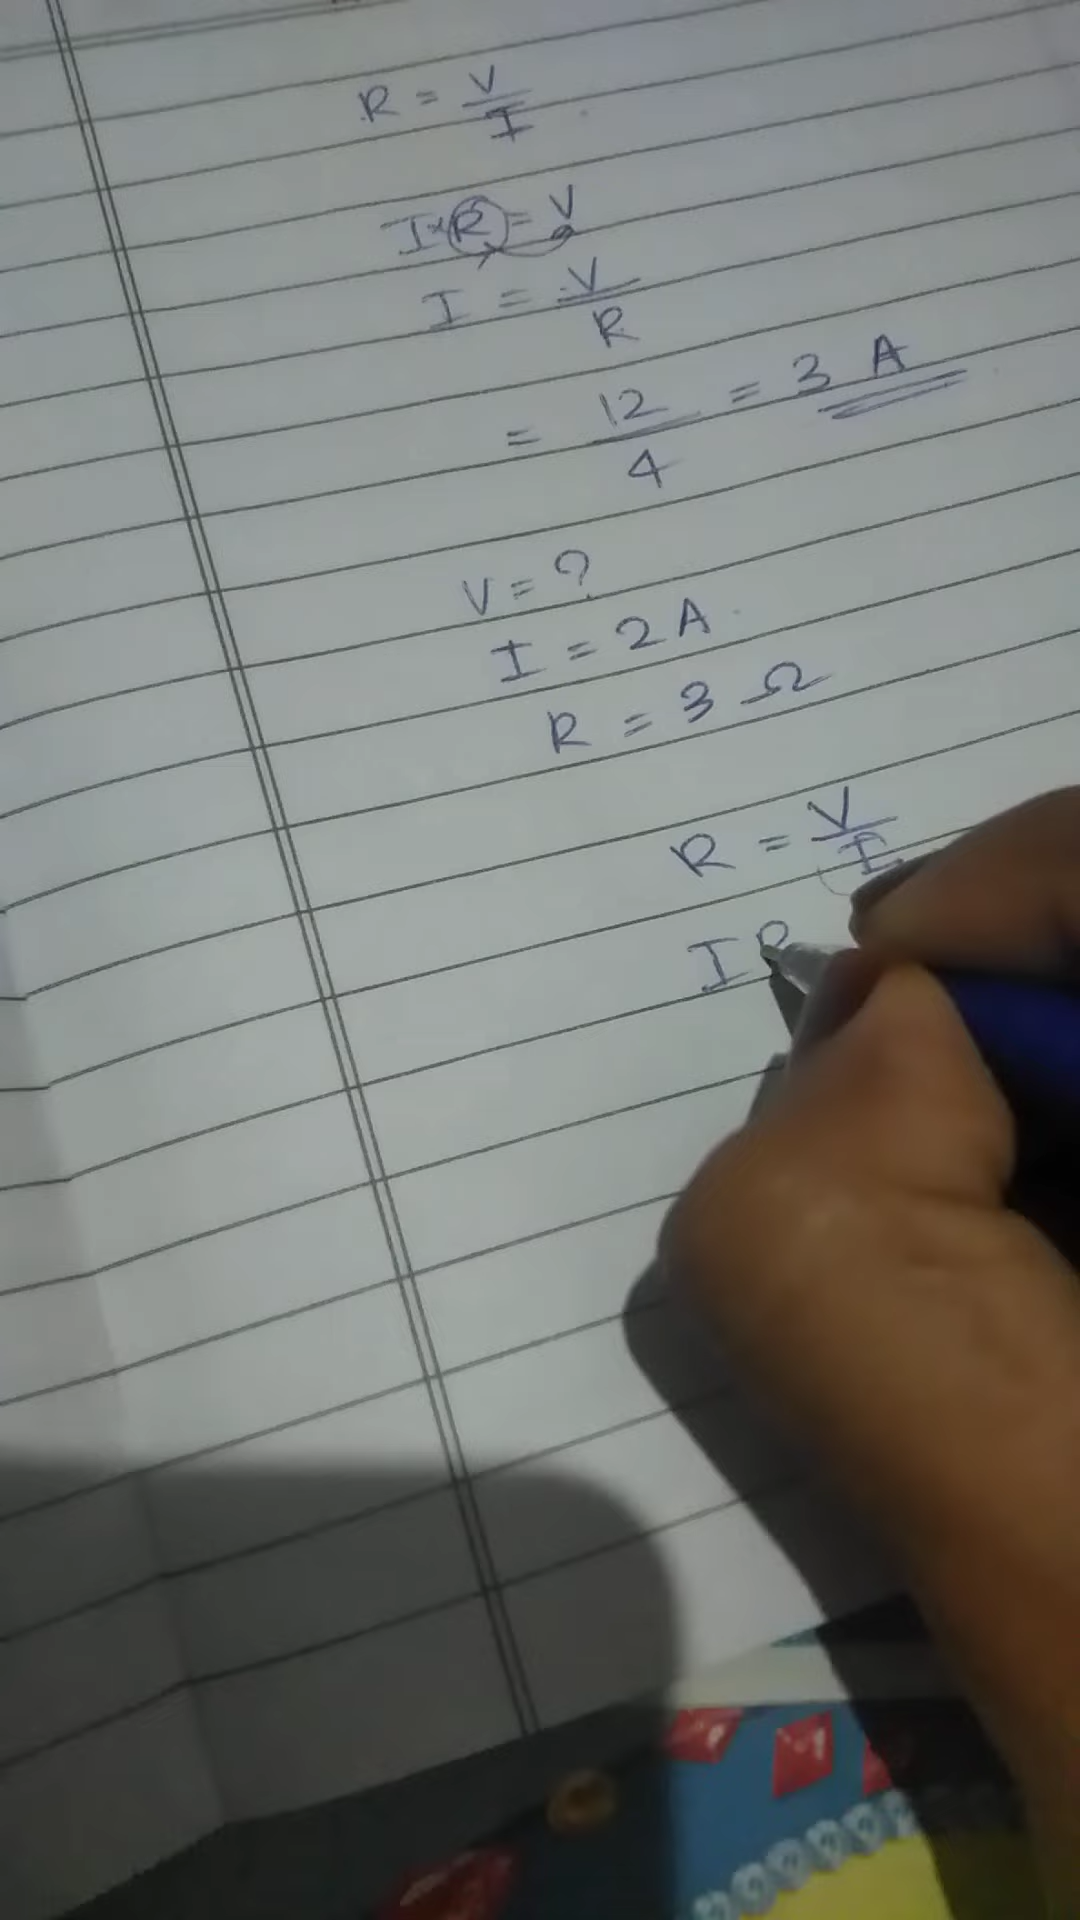 R = V/I
I×R = V
I = V/R
= 12/4 = 3 A
V = ?
I = 2 A
R = 3 Ω
R = V/I
I R